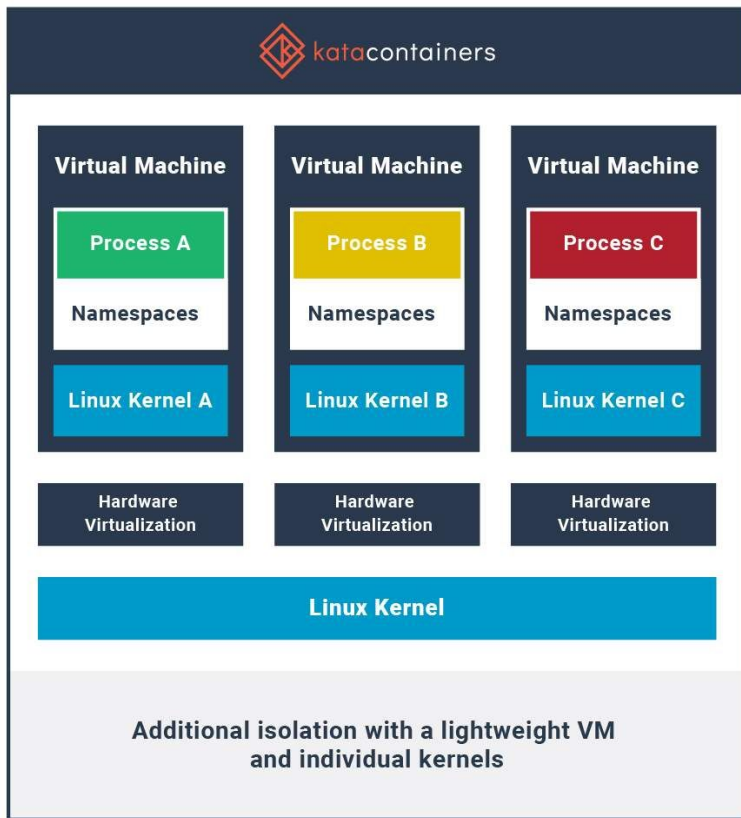 katacontainers
Virtual Machine
Virtual Machine
Virtual Machine
Process A
Process B
Process C
Namespaces
Namespaces
Namespaces
Linux Kernel A
Linux Kernel B
Linux Kernel C
Hardware
Virtualization
Hardware
Virtualization
Hardware
Virtualization
Linux Kernel
Additional isolation with a lightweight VM
and individual kernels